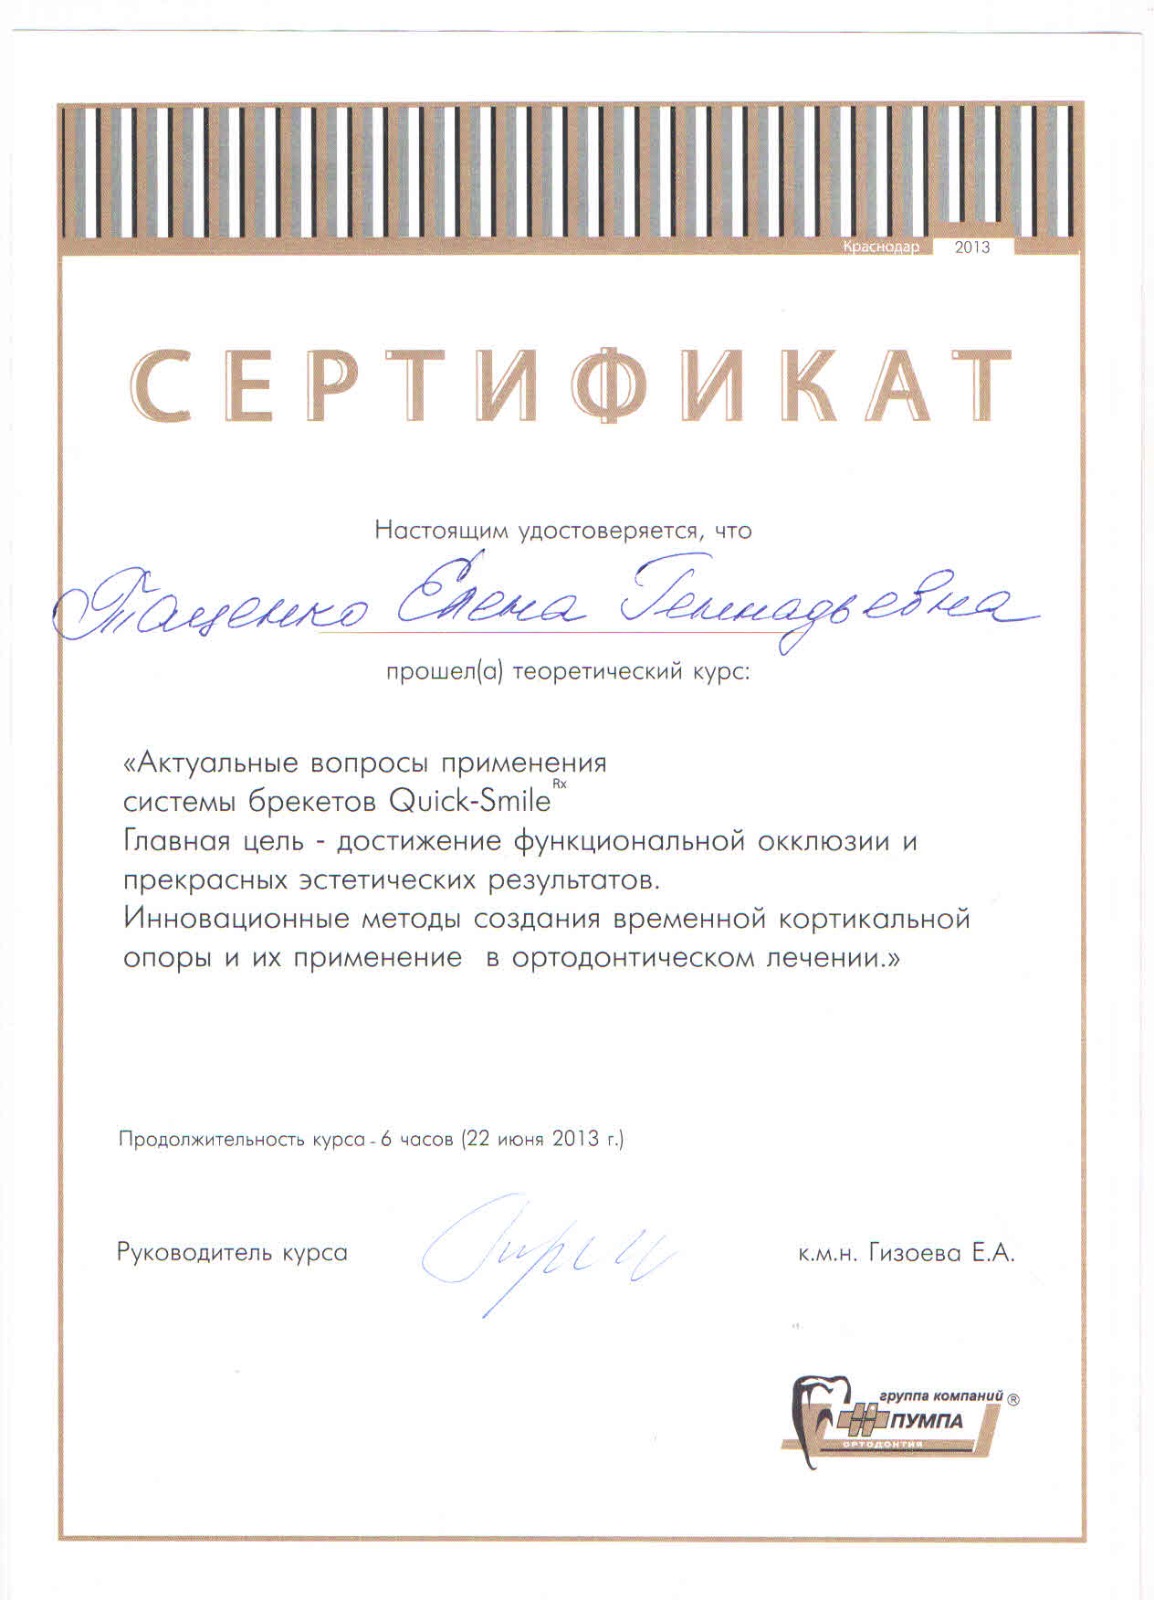 Краснодар 2013
СЕРТИФИКАТ
Настоящим удостоверяется, что
Таценко Елена Геннадьевна
прошел(а) теоретический курс:
«Актуальные вопросы применения
системы брекетов Quick-Smile Rx
Главная цель - достижение функциональной окклюзии и
прекрасных эстетических результатов.
Инновационные методы создания временной кортикальной
опоры и их применение в ортодонтическом лечении.»
Продолжительность курса - 6 часов (22 июня 2013 г.)
Руководитель курса к.м.н. Гизоева Е.А.
группа компаний ®
Н ПУМПА
ортодонтия